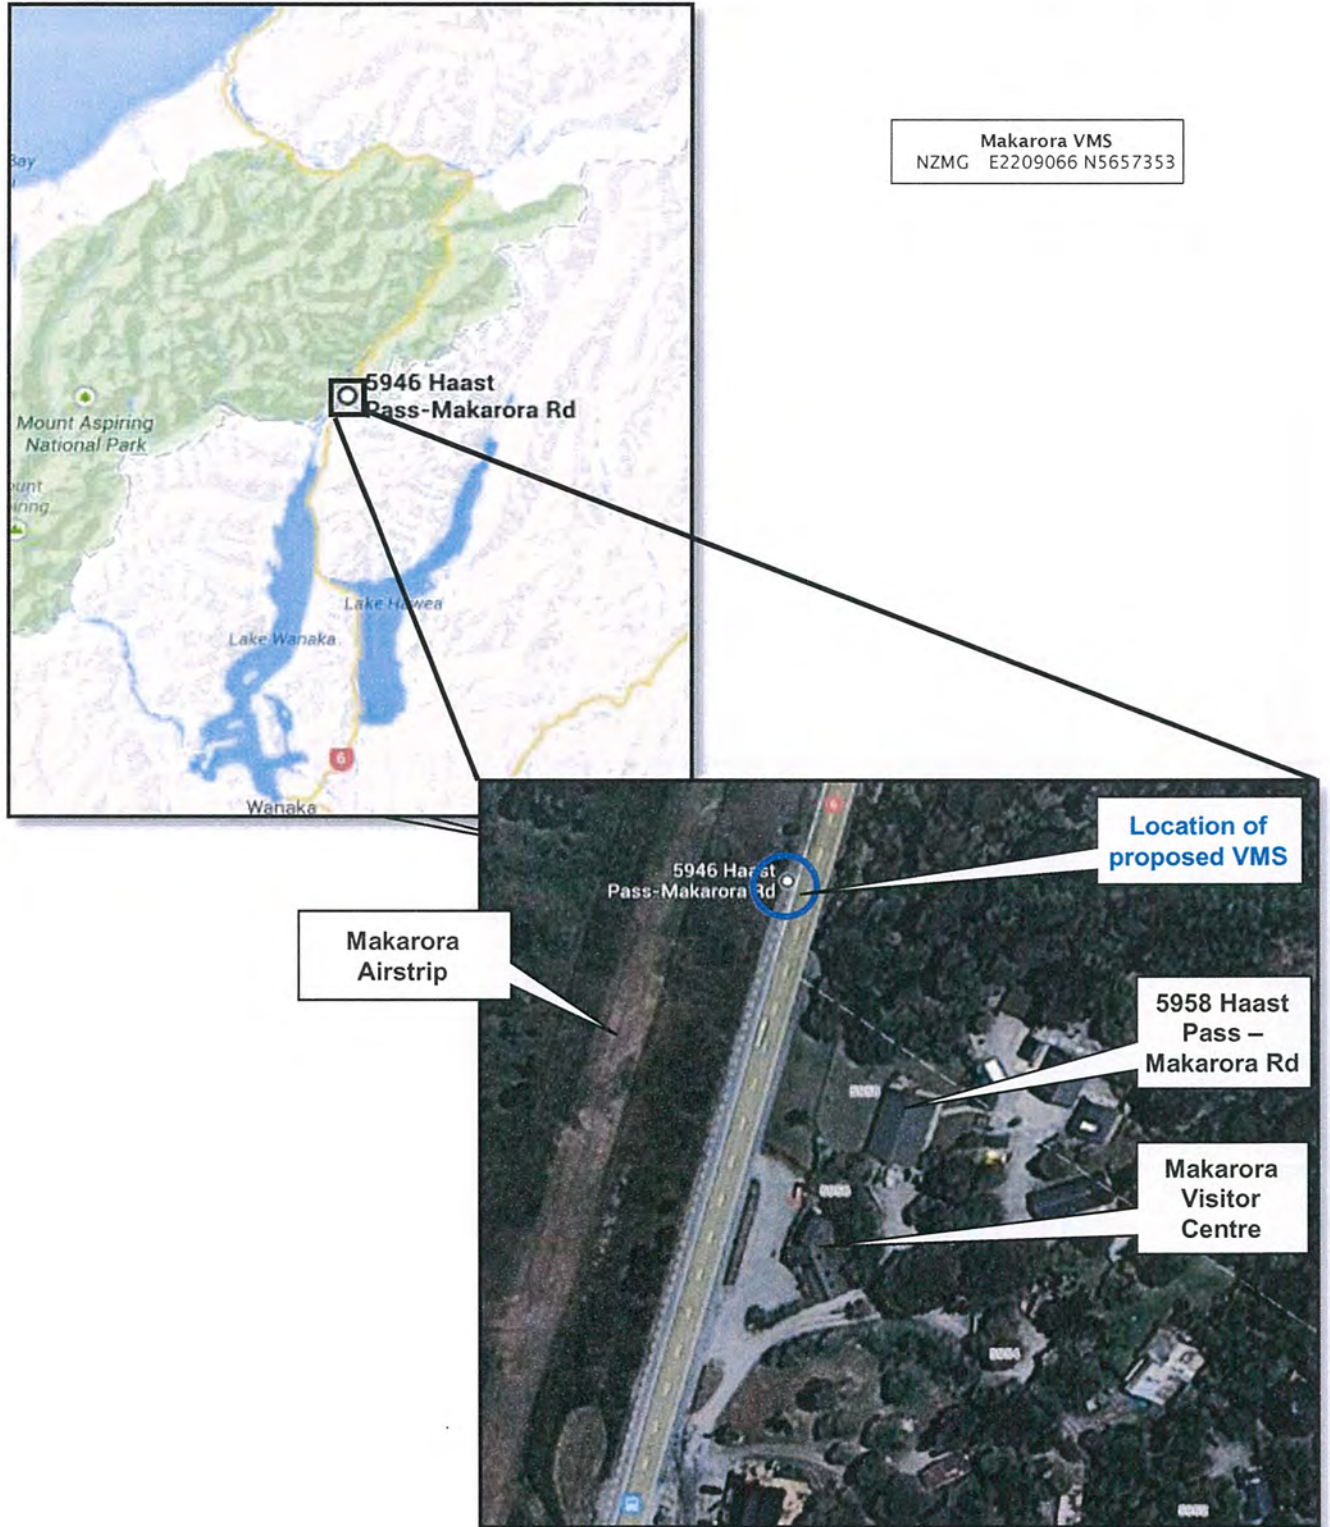 Makarora VMS
NZMG E2209066 N5657353
Bay
5946 Haast
Pass-Makarora Rd
Mount Aspiring
National Park
Lake Hawea
Lake Wanaka
6
Wanaka
6
Location of
proposed VMS
5946 Haast
Pass-Makarora Rd
Makarora
Airstrip
5958 Haast
Pass –
Makarora Rd
Makarora
Visitor
Centre